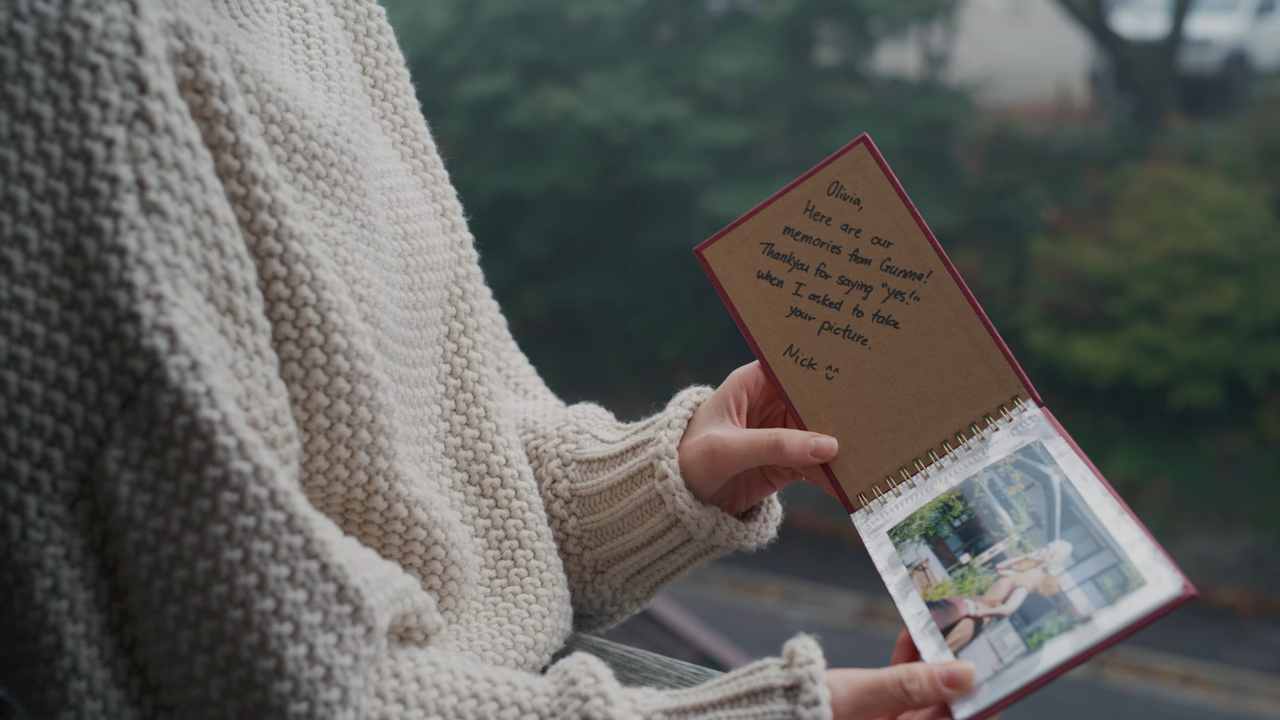 Olivia,
Here are our
memories from Gunma!
Thankyou for saying "yes!"
when I asked to take
your picture.
Nick ^^